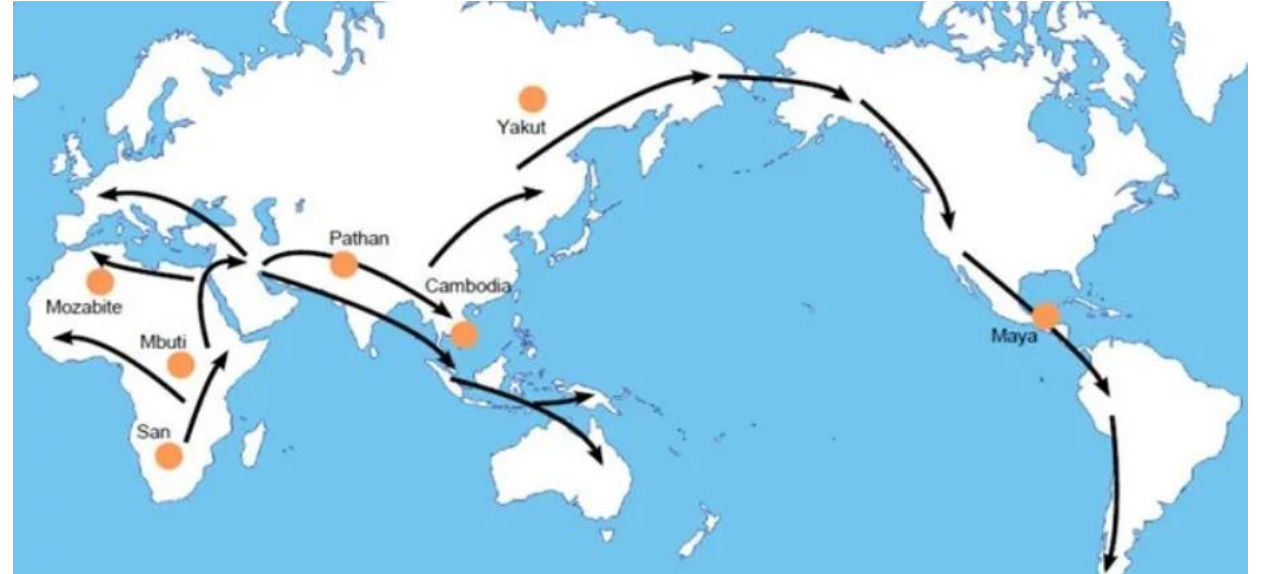 Yakut
Pathan
Cambodia
Mozabite
Mbuti
Maya
San